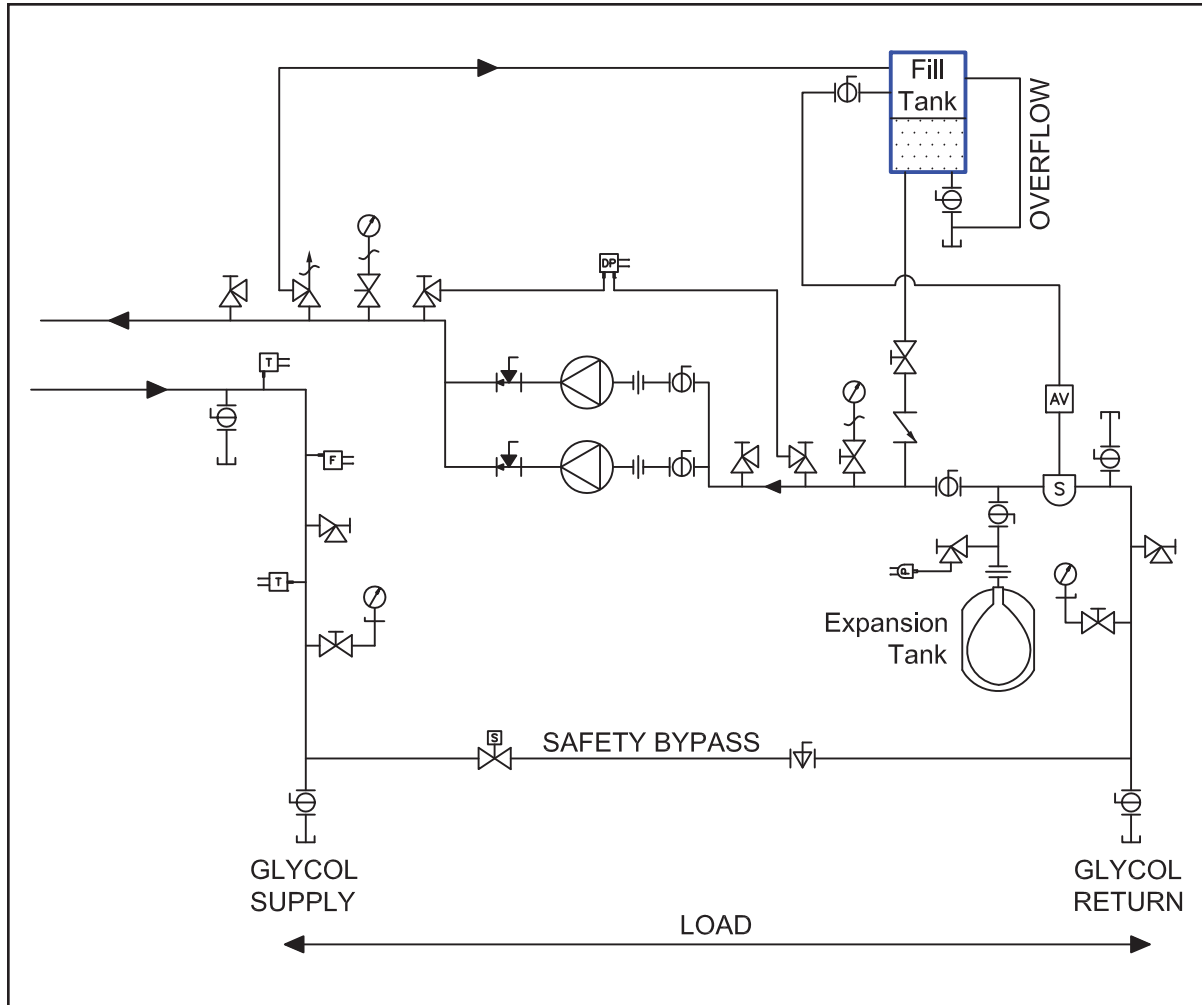 Fill
Tank
OVERFLOW
DP
T
AV
F
S
T
P
Expansion
Tank
S
SAFETY BYPASS
GLYCOL
SUPPLY
GLYCOL
RETURN
LOAD